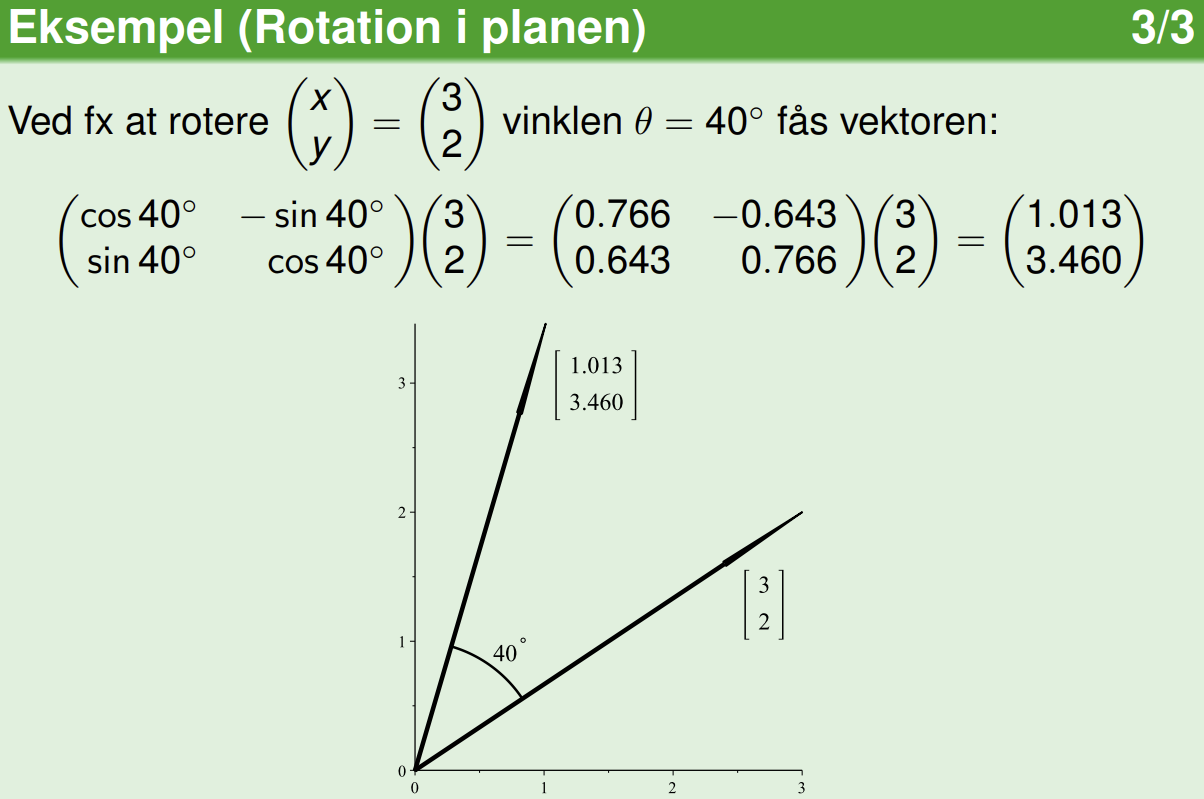 Eksempel (Rotation i planen) 3/3
Ved fx at rotere (x y) = (3 2) vinklen θ = 40° fås vektoren:
(cos 40° − sin 40° sin 40° cos 40°)(3 2) = (0.766 −0.643 0.643 0.766)(3 2) = (1.013 3.460)
[1.013 3.460]
3
2
[3 2]
40°
1
0
0 1 2 3